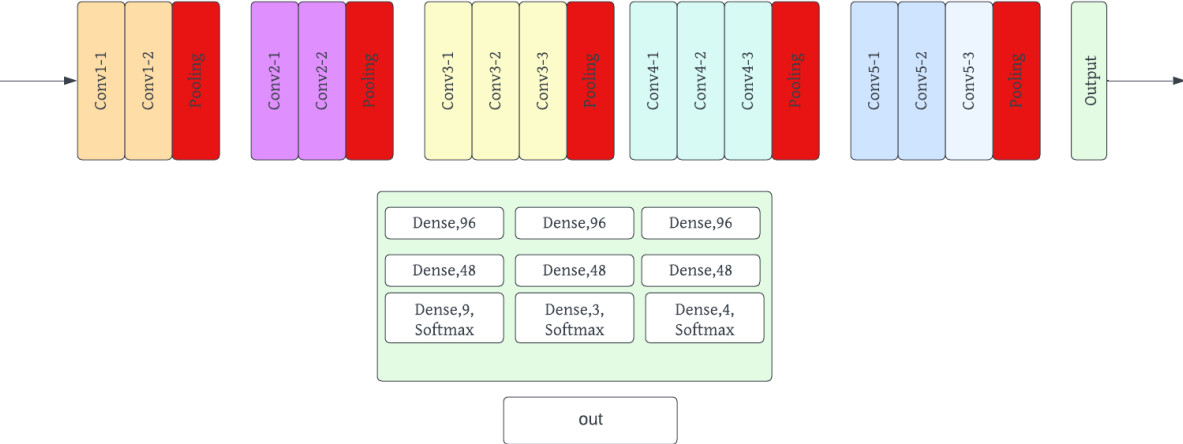 Conv1-1
Conv1-2
Pooling
Conv2-1
Conv2-2
Pooling
Conv3-1
Conv3-2
Conv3-3
Pooling
Conv4-1
Conv4-2
Conv4-3
Pooling
Conv5-1
Conv5-2
Conv5-3
Pooling
Output
Dense,96
Dense,96
Dense,96
Dense,48
Dense,48
Dense,48
Dense,9,
Softmax
Dense,3,
Softmax
Dense,4,
Softmax
out